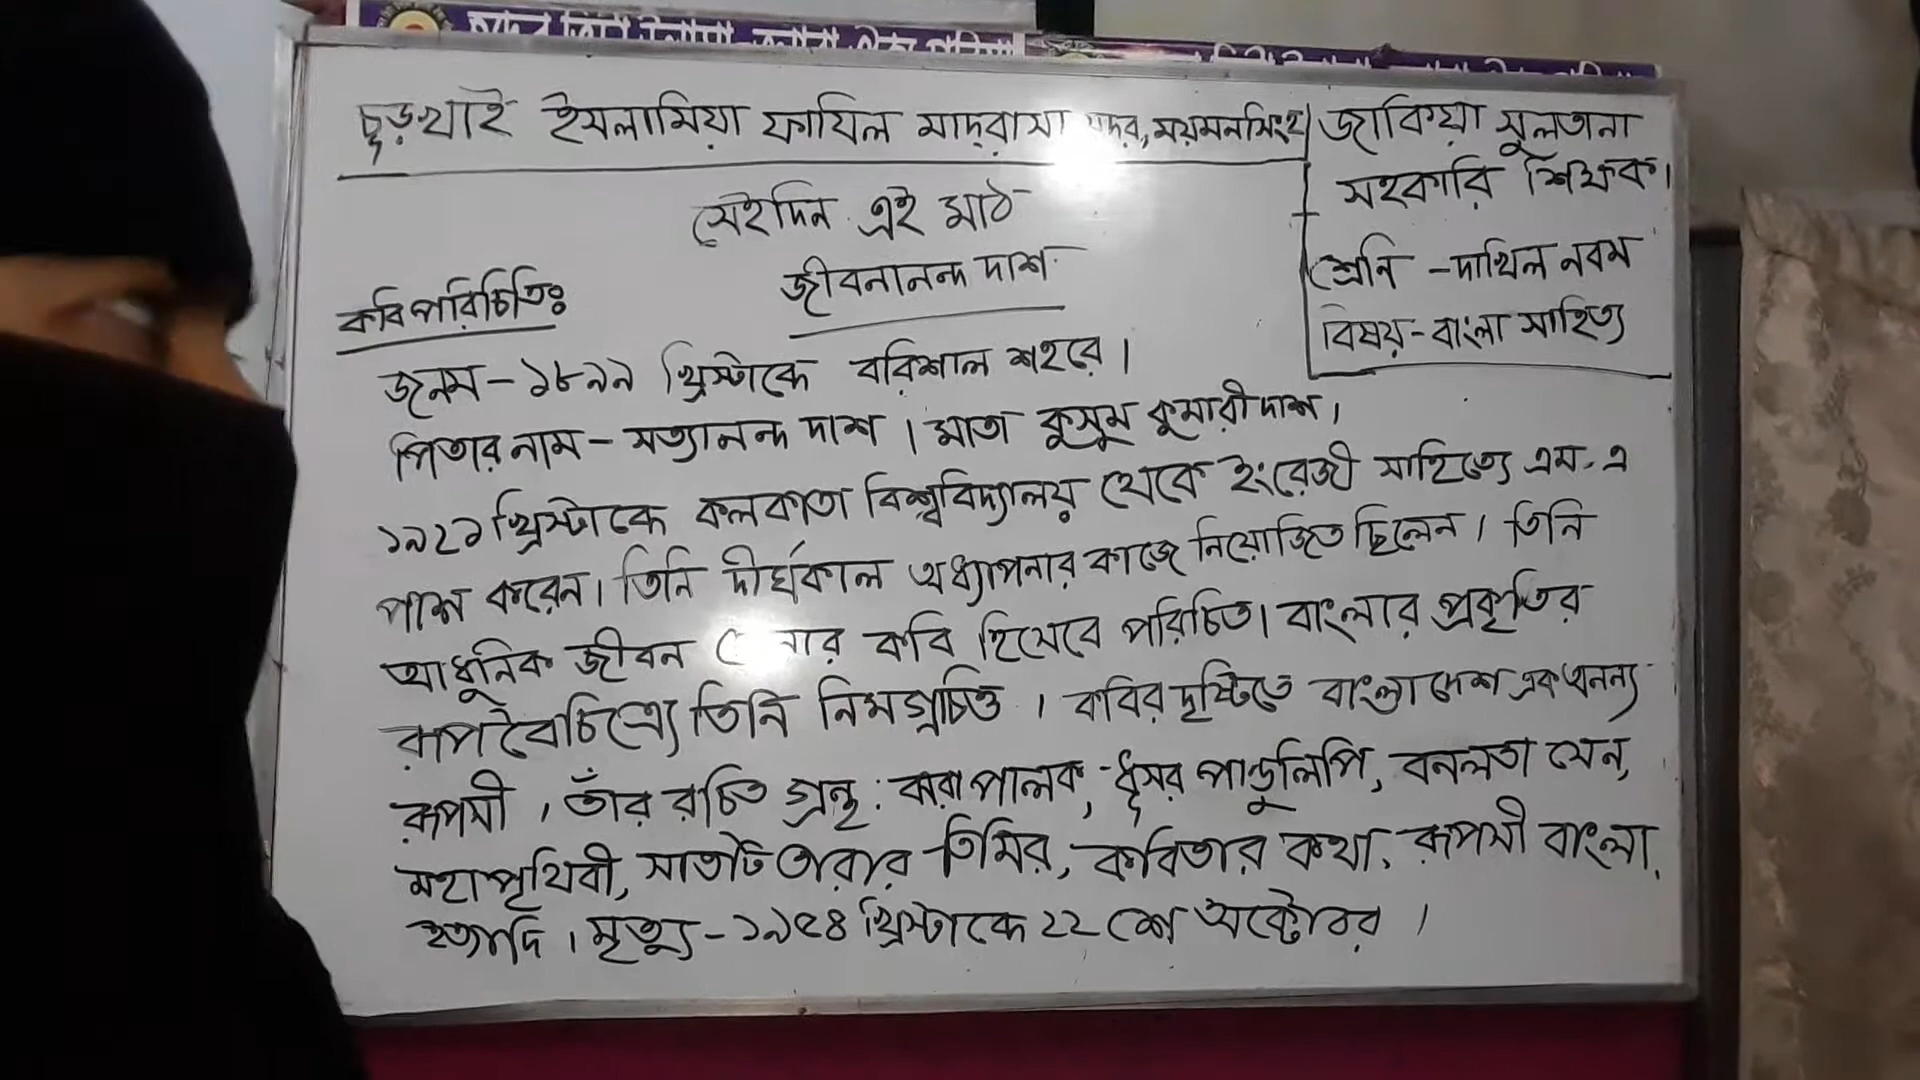 চুড়খাই ইসলামিয়া ফাযিল মাদ্‌রাসা সদর, ময়মনসিংহ
জাকিয়া সুলতানা
সহকারি শিক্ষক।
শ্রেনি - দাখিল নবম
বিষয় - বাংলা সাহিত্য
সেইদিন এই মাঠ
জীবনানন্দ দাশ
কবি পরিচিতিঃ
জনম - ১৮৯৯ খ্রিস্টাব্দে বরিশাল শহরে।
পিতার নাম - সত্যানন্দ দাশ। মাতা কুসুম কুমারী দাশ।
১৯২১ খ্রিস্টাব্দে কলকাতা বিশ্ববিদ্যালয় থেকে ইংরেজী সাহিত্যে এম. এ
পাশ করেন। তিনি দীর্ঘকাল অধ্যাপনার কাজে নিয়োজিত ছিলেন। তিনি
আধুনিক জীবন নার কবি হিসেবে পরিচিত। বাংলার প্রকৃতির
রূপবৈচিত্র্যে তিনি নিমগ্নচিত্ত। কবির দৃষ্টিতে বাংলাদেশ এক অনন্য
রূপসী। তাঁর রচিত গ্রন্থ: ঝরা পালক, ধূসর পান্ডুলিপি, বনলতা সেন,
মহাপৃথিবী, সাতটি তারার তিমির, কবিতার কথা, রূপসী বাংলা,
ইত্যাদি। মৃত্যু - ১৯৫৪ খ্রিস্টাব্দে ২২ শে অক্টোবর।